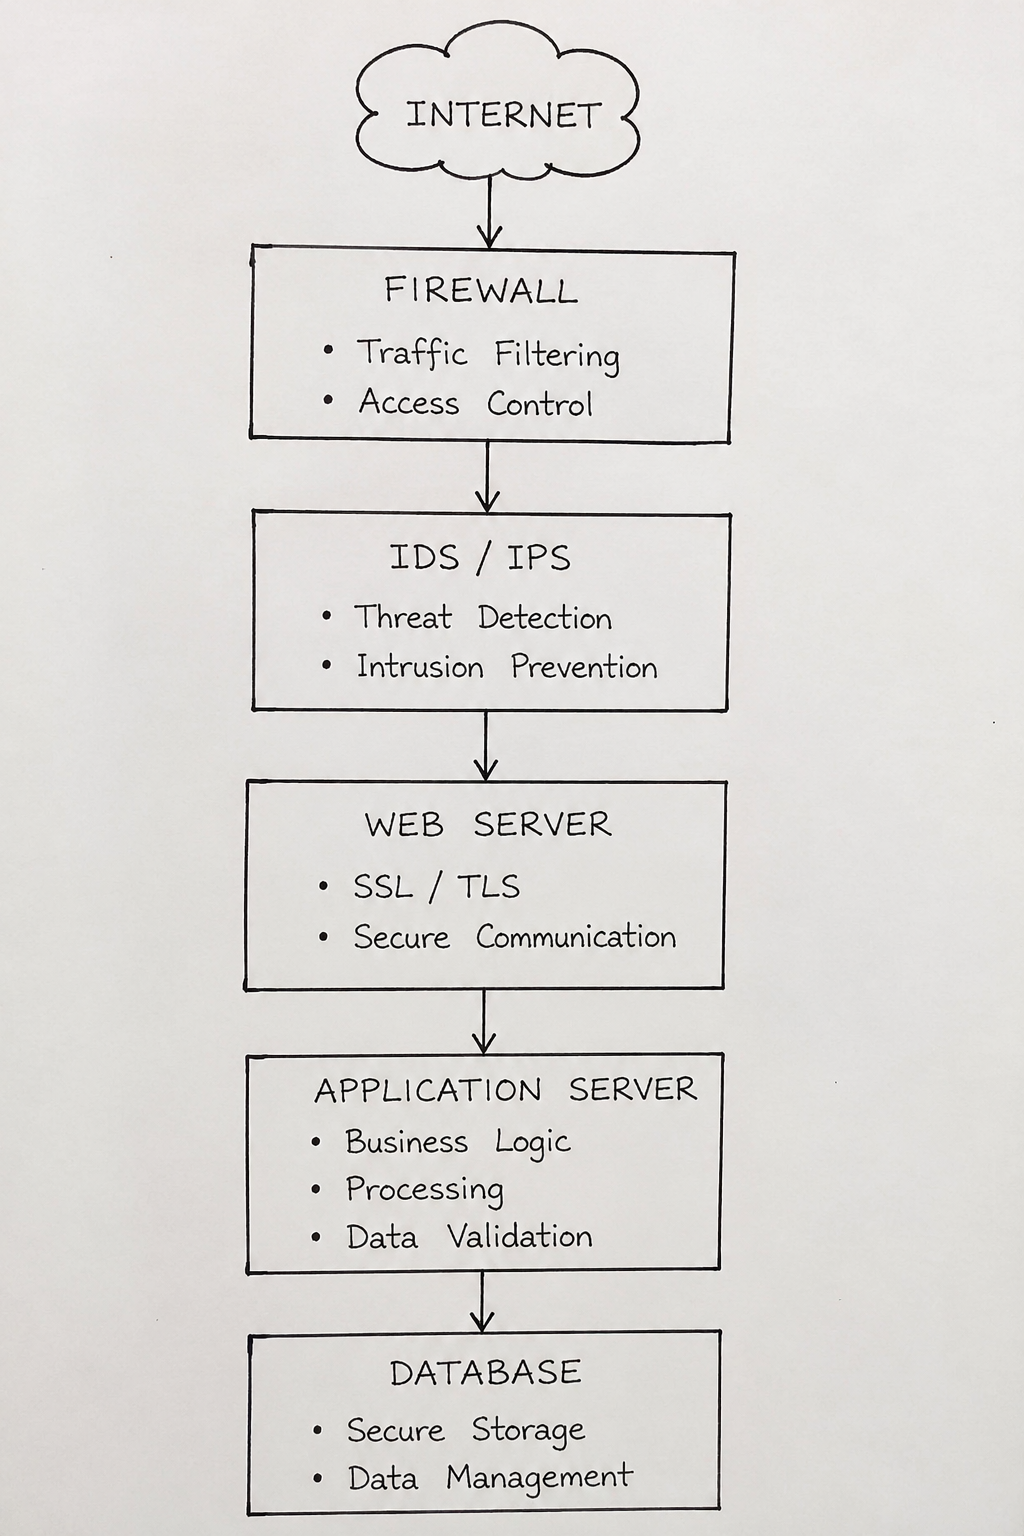 INTERNET
FIREWALL
• Traffic Filtering
• Access Control
IDS / IPS
• Threat Detection
• Intrusion Prevention
WEB SERVER
• SSL / TLS
• Secure Communication
APPLICATION SERVER
• Business Logic
• Processing
• Data Validation
DATABASE
• Secure Storage
• Data Management